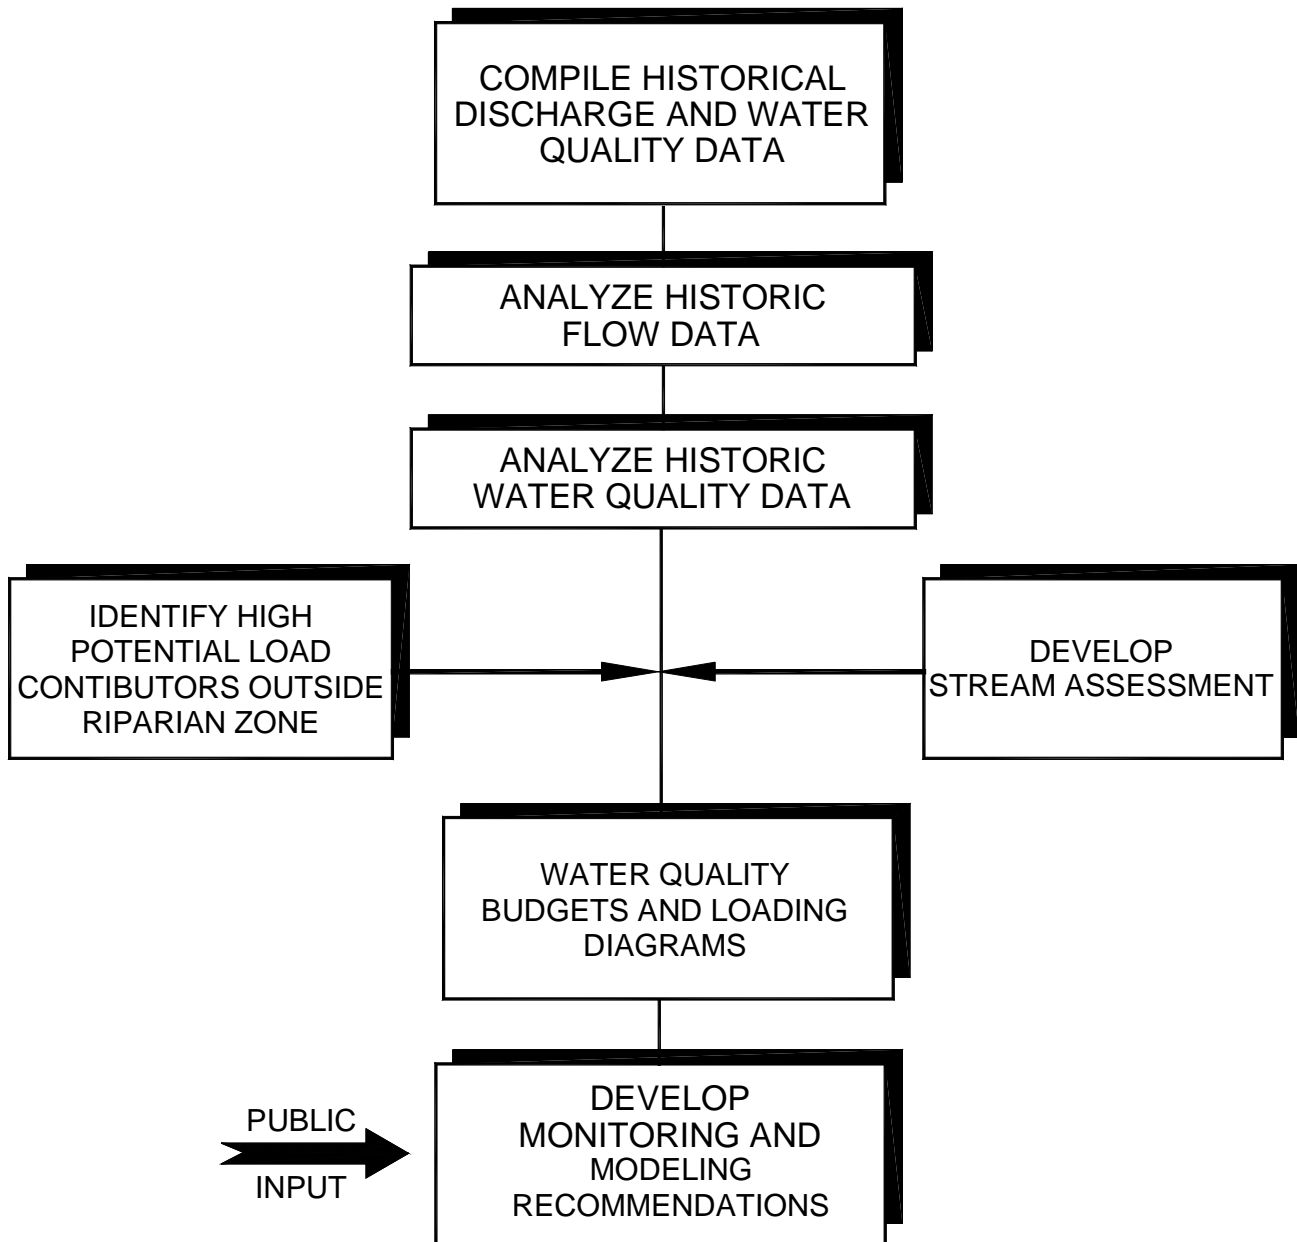 COMPILE HISTORICAL
DISCHARGE AND WATER
QUALITY DATA
ANALYZE HISTORIC
FLOW DATA
ANALYZE HISTORIC
WATER QUALITY DATA
IDENTIFY HIGH
POTENTIAL LOAD
CONTIBUTORS OUTSIDE
RIPARIAN ZONE
DEVELOP
STREAM ASSESSMENT
WATER QUALITY
BUDGETS AND LOADING
DIAGRAMS
PUBLIC
INPUT
DEVELOP
MONITORING AND
MODELING
RECOMMENDATIONS